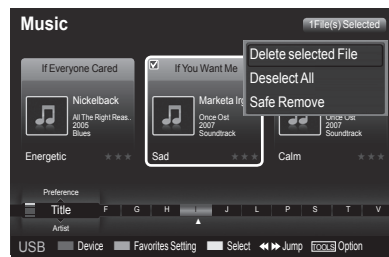 Music
1File(s) Selected
Delete selected File
Deselect All
Safe Remove
If Everyone Cared
Nickelback
All The Right Reas..
2005
Blues
Energetic ★★★
If You Want Me
Marketa Irg
Once Ost
2007
Soundtrack
Sad ★★★
Once Ost
2007
Soundtrack
Calm ★★★
Preference
Title F G H I J L P S T V
Artist
USB Device Favorites Setting Select Jump TOOLS Option